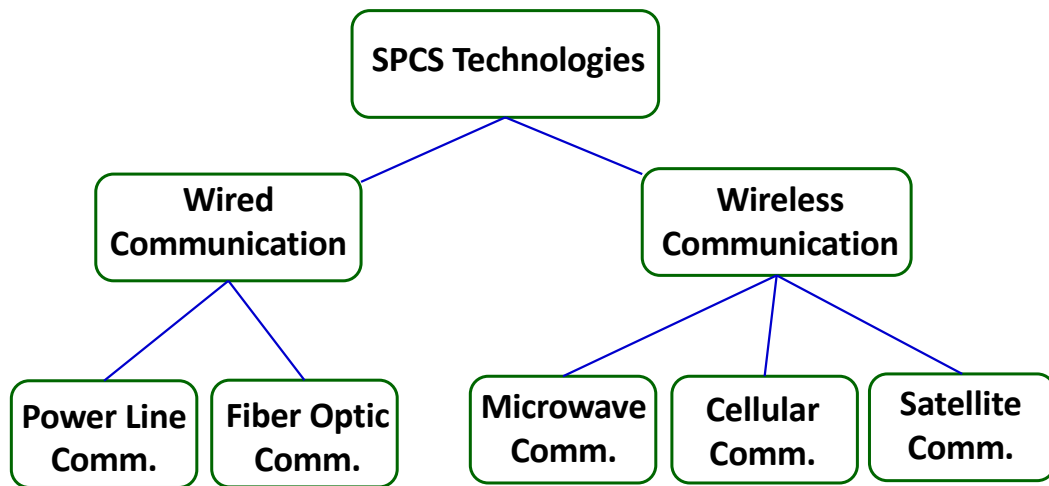 SPCS Technologies
Wired
Communication
Wireless
Communication
Power Line
Comm.
Fiber Optic
Comm.
Microwave
Comm.
Cellular
Comm.
Satellite
Comm.